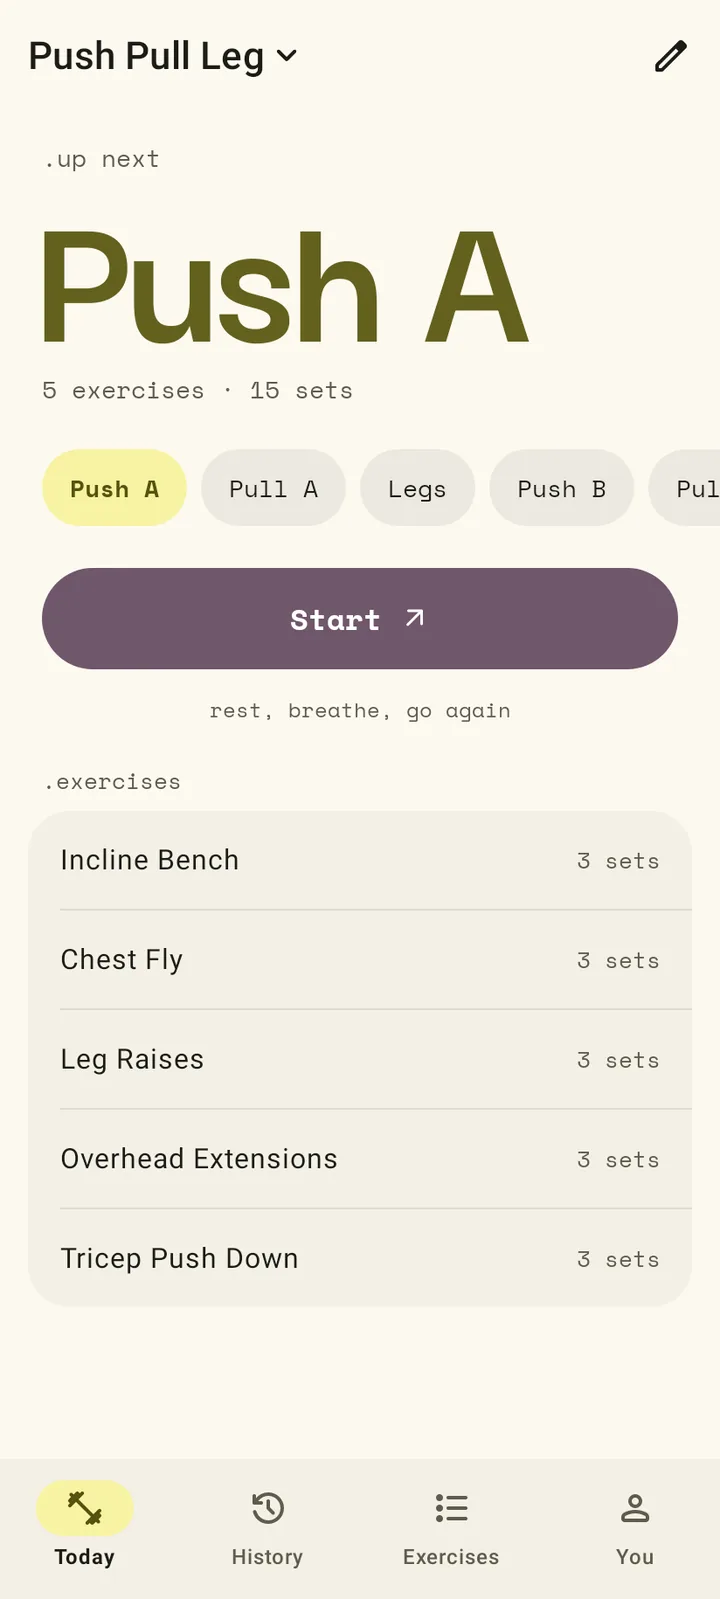 Push Pull Leg
.up next
Push A
5 exercises · 15 sets
Push A Pull A Legs Push B Pul
Start ↗
rest, breathe, go again
.exercises
Incline Bench 3 sets
Chest Fly 3 sets
Leg Raises 3 sets
Overhead Extensions 3 sets
Tricep Push Down 3 sets
Today History Exercises You